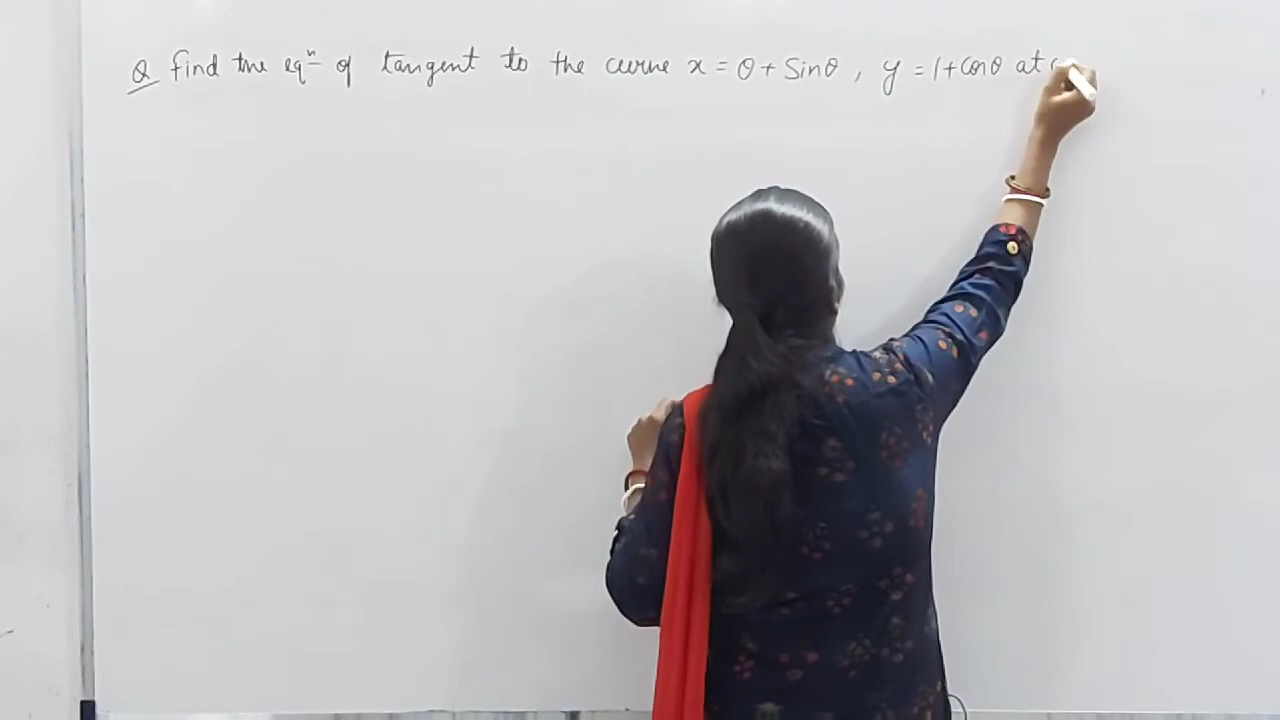 Q Find the eqn of tangent to the curve x = θ + Sinθ, y = 1 + Cosθ at